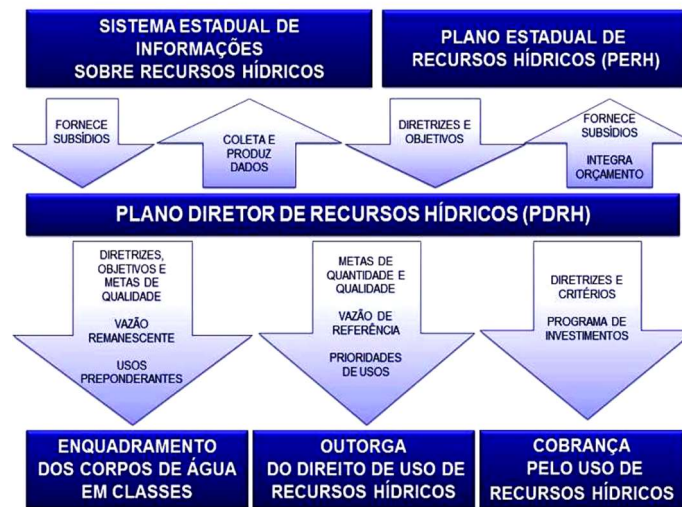 SISTEMA ESTADUAL DE
INFORMAÇÕES
SOBRE RECURSOS HÍDRICOS
PLANO ESTADUAL DE
RECURSOS HÍDRICOS (PERH)
FORNECE
SUBSÍDIOS
COLETA E
PRODUZ
DADOS
DIRETRIZES E
OBJETIVOS
FORNECE
SUBSÍDIOS
INTEGRA
ORÇAMENTO
PLANO DIRETOR DE RECURSOS HÍDRICOS (PDRH)
DIRETRIZES,
OBJETIVOS E
METAS DE
QUALIDADE
VAZÃO
REMANESCENTE
USOS
PREPONDERANTES
METAS DE
QUANTIDADE E
QUALIDADE
VAZÃO DE
REFERÊNCIA
PRIORIDADES
DE USOS
DIRETRIZES E
CRITÉRIOS
PROGRAMA DE
INVESTIMENTOS
ENQUADRAMENTO
DOS CORPOS DE ÁGUA
EM CLASSES
OUTORGA
DO DIREITO DE USO DE
RECURSOS HÍDRICOS
COBRANÇA
PELO USO DE
RECURSOS HÍDRICOS